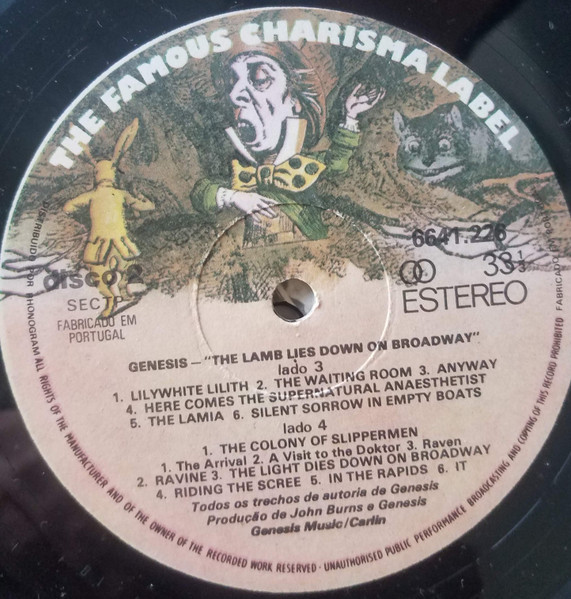 THE FAMOUS CHARISMA LABEL
6641.226
disco 2
SECTP
33 1/3
ESTEREO
FABRICADO EM
PORTUGAL
GENESIS – "THE LAMB LIES DOWN ON BROADWAY"
lado 3
1. LILYWHITE LILITH 2. THE WAITING ROOM 3. ANYWAY
4. HERE COMES THE SUPERNATURAL ANAESTHETIST
5. THE LAMIA 6. SILENT SORROW IN EMPTY BOATS
lado 4
1. THE COLONY OF SLIPPERMEN
1. The Arrival 2. A Visit to the Doktor 3. Raven
2. RAVINE 3. THE LIGHT DIES DOWN ON BROADWAY
4. RIDING THE SCREE 5. IN THE RAPIDS 6. IT
Todos os trechos de autoria de Genesis
Produção de John Burns e Genesis
Genesis Music/Carlin
DISTRIBUIDO POR PHONOGRAM ALL RIGHTS OF THE MANUFACTURER AND OF THE OWNER OF THE RECORDED WORK RESERVED · UNAUTHORISED PUBLIC PERFORMANCE BROADCASTING AND COPYING OF THIS RECORD PROHIBITED FABRICADO